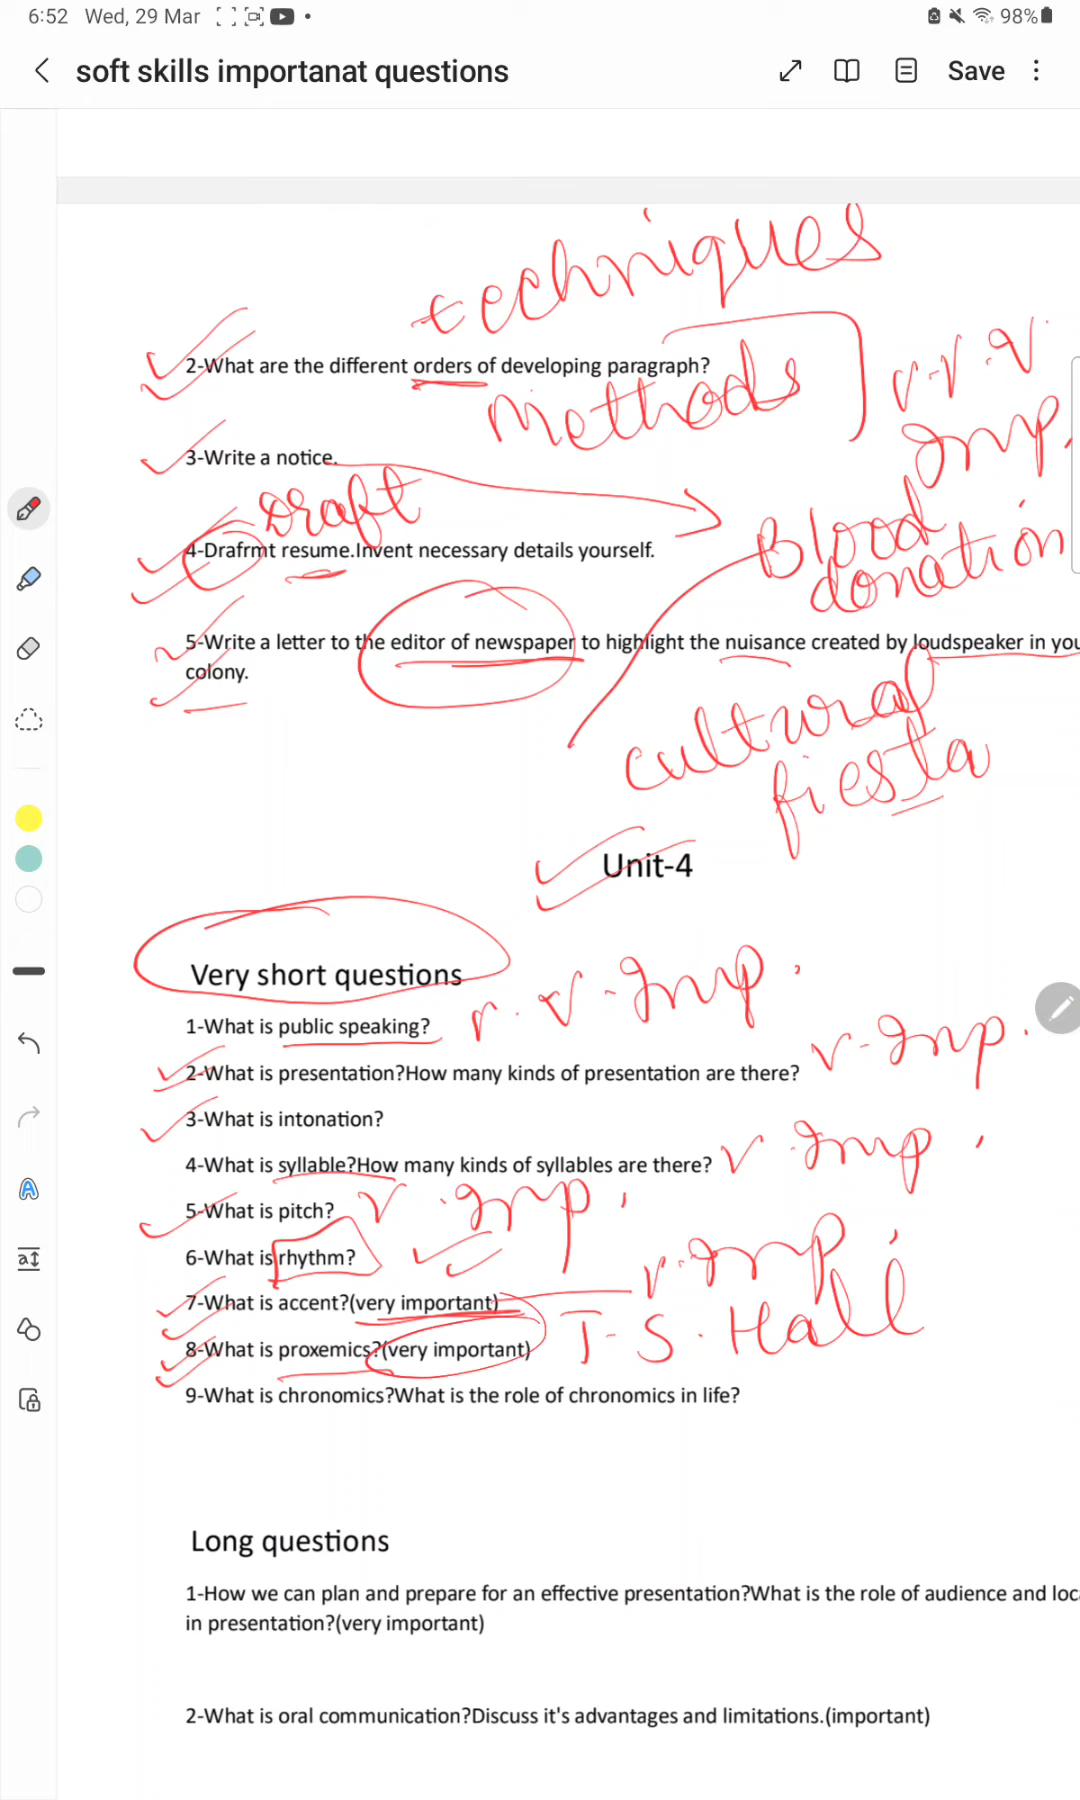 6:52 Wed, 29 Mar
98%
soft skills importanat questions
Save
techniques
2-What are the different orders of developing paragraph?
methods
v.v.v
Imp.
3-Write a notice.
Draft
4-Drafrmt resume.Invent necessary details yourself.
Blood
donation
5-Write a letter to the editor of newspaper to highlight the nuisance created by loudspeaker in you
colony.
cultural
fiesta
Unit-4
Very short questions
v.v.Imp.
1-What is public speaking?
v.Imp.
2-What is presentation?How many kinds of presentation are there?
3-What is intonation?
4-What is syllable?How many kinds of syllables are there?
v.Imp.
5-What is pitch?
v.Imp.
6-What is rhythm?
v.Imp
7-What is accent?(very important)
T.S.Hall
8-What is proxemics?(very important)
9-What is chronomics?What is the role of chronomics in life?
Long questions
1-How we can plan and prepare for an effective presentation?What is the role of audience and loca
in presentation?(very important)
2-What is oral communication?Discuss it's advantages and limitations.(important)